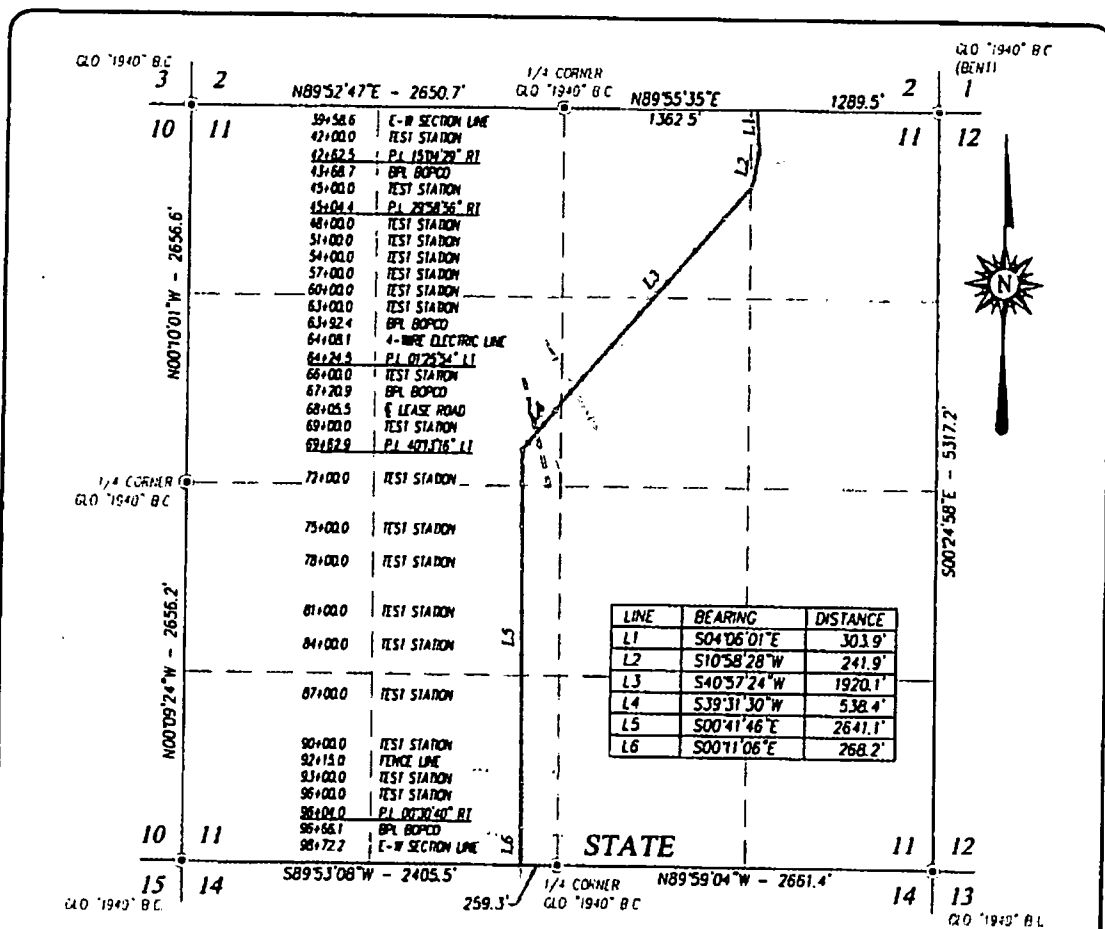 GLO "1940" B.C
3 2
N89°52'47"E - 2650.7'
1/4 CORNER
GLO "1940" B C
N89°55'35"E
1362.5'
1289.5'
GLO "1940" B C
(BENT)
2 1
10 11
11 12
39+58.6 E-W SECTION LINE
42+00.0 TEST STATION
42+62.5 P.I. 15°04'29" RT
43+68.7 BPL BOPCO
45+00.0 TEST STATION
45+04.4 P.I. 29°58'56" RT
48+00.0 TEST STATION
51+00.0 TEST STATION
54+00.0 TEST STATION
57+00.0 TEST STATION
60+00.0 TEST STATION
63+00.0 TEST STATION
63+92.4 BPL BOPCO
64+08.1 4-WIRE ELECTRIC LINE
64+24.5 P.I. 01°25'54" LT
66+00.0 TEST STATION
67+20.9 BPL BOPCO
68+05.5 ℄ LEASE ROAD
69+00.0 TEST STATION
69+62.9 P.I. 40°13'16" LT
72+00.0 TEST STATION
75+00.0 TEST STATION
78+00.0 TEST STATION
81+00.0 TEST STATION
84+00.0 TEST STATION
87+00.0 TEST STATION
90+00.0 TEST STATION
92+15.0 FENCE LINE
93+00.0 TEST STATION
96+00.0 TEST STATION
96+04.0 P.I. 00°30'40" RT
96+66.1 BPL BOPCO
98+72.2 E-W SECTION LINE
L1
L2
L3
L5
L6
N
N00°10'01"W - 2656.6'
1/4 CORNER
GLO "1940" B C
N00°09'24"W - 2656.2'
S00°24'58"E - 5317.2'
LINE BEARING DISTANCE
L1 S04°06'01"E 303.9'
L2 S10°58'28"W 241.9'
L3 S40°57'24"W 1920.1'
L4 S39°31'30"W 538.4'
L5 S00°41'46"E 2641.1'
L6 S00°11'06"E 268.2'
10 11
STATE
11 12
15 14
S89°53'08"W - 2405.5'
259.3'
1/4 CORNER
GLO "1940" B C
N89°59'04"W - 2661.4'
14 13
GLO "1940" B.C.
GLO "1940" B.C